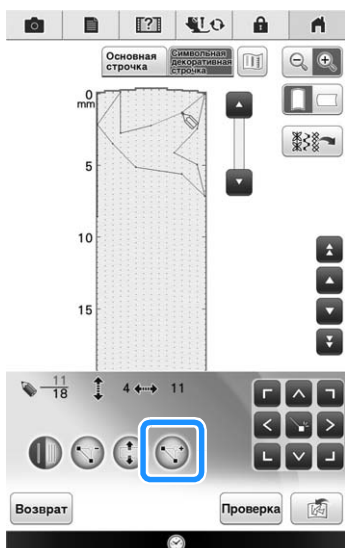 Основная
строчка
Символьная
декоративная
строчка
0
mm
5
10
15
11
18
4
11
Возврат
Проверка